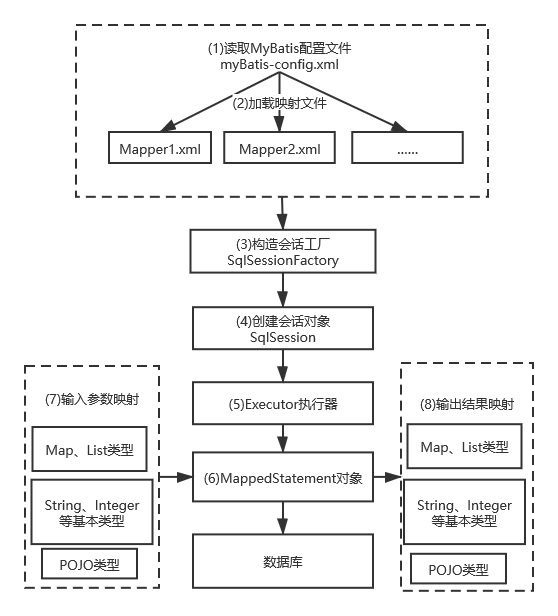 (1)读取MyBatis配置文件
myBatis-config.xml
(2)加载映射文件
Mapper1.xml
Mapper2.xml
......
(3)构造会话工厂
SqlSessionFactory
(4)创建会话对象
SqlSession
(5)Executor执行器
(6)MappedStatement对象
数据库
(7)输入参数映射
Map、List类型
String、Integer
等基本类型
POJO类型
(8)输出结果映射
Map、List类型
String、Integer
等基本类型
POJO类型